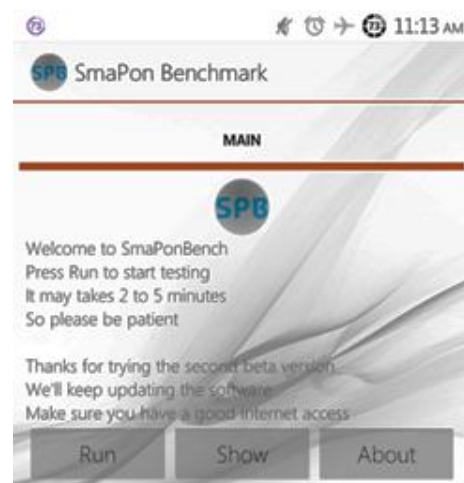 73
73 11:13 AM
SPB SmaPon Benchmark
MAIN
SPB
Welcome to SmaPonBench
Press Run to start testing
It may takes 2 to 5 minutes
So please be patient
Thanks for trying the second beta version
We'll keep updating the software
Make sure you have a good Internet access
Run Show About